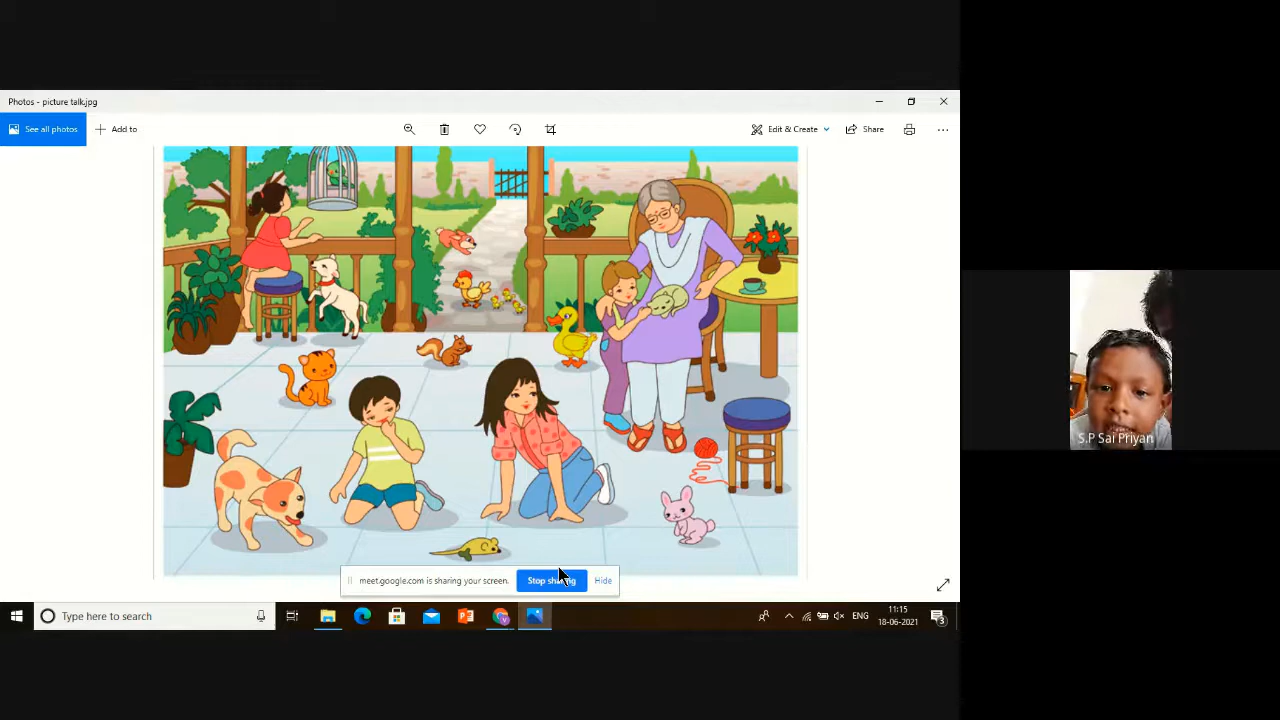 Photos - picture talk.jpg
See all photos
Add to
Edit & Create
Share
S.P Sai Priyan
meet.google.com is sharing your screen.
Stop sharing
Hide
Type here to search
ENG
11:15
18-06-2021
3